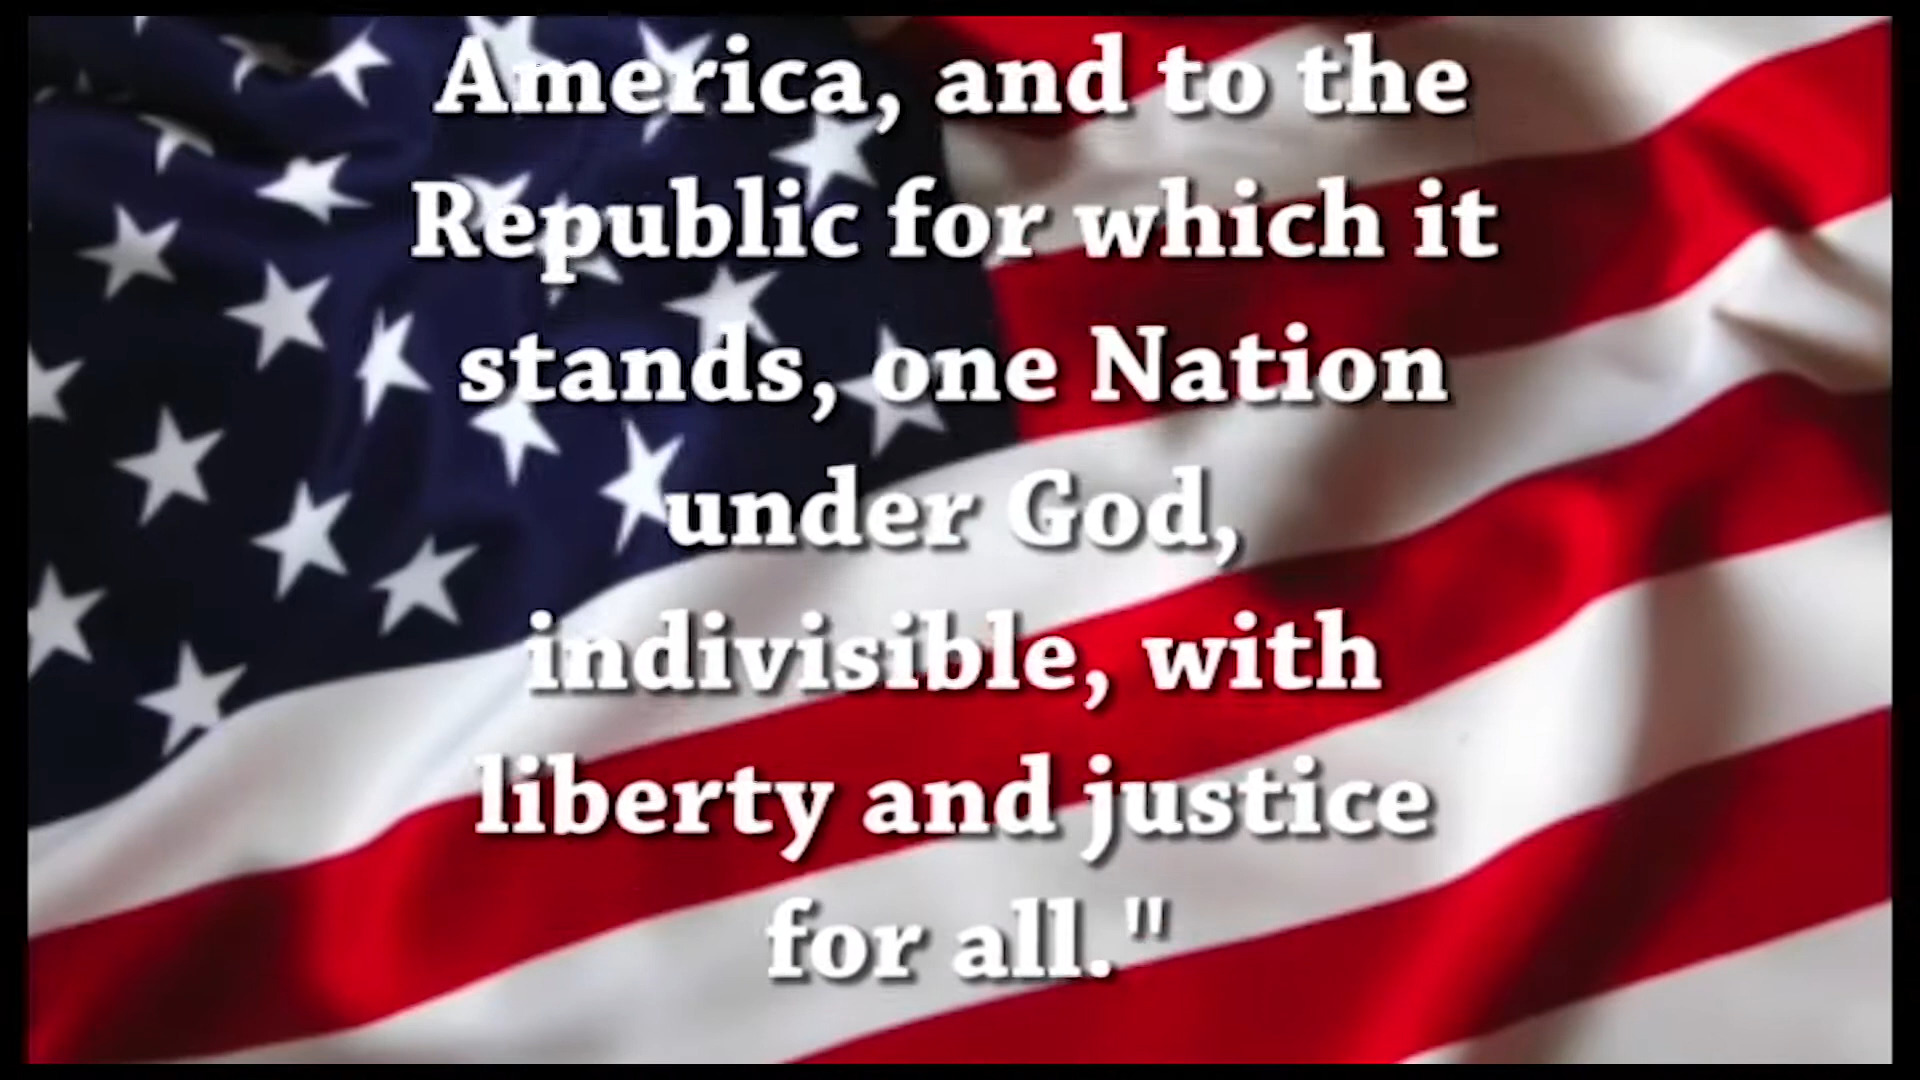 America, and to the
Republic for which it
stands, one Nation
under God,
indivisible, with
liberty and justice
for all."